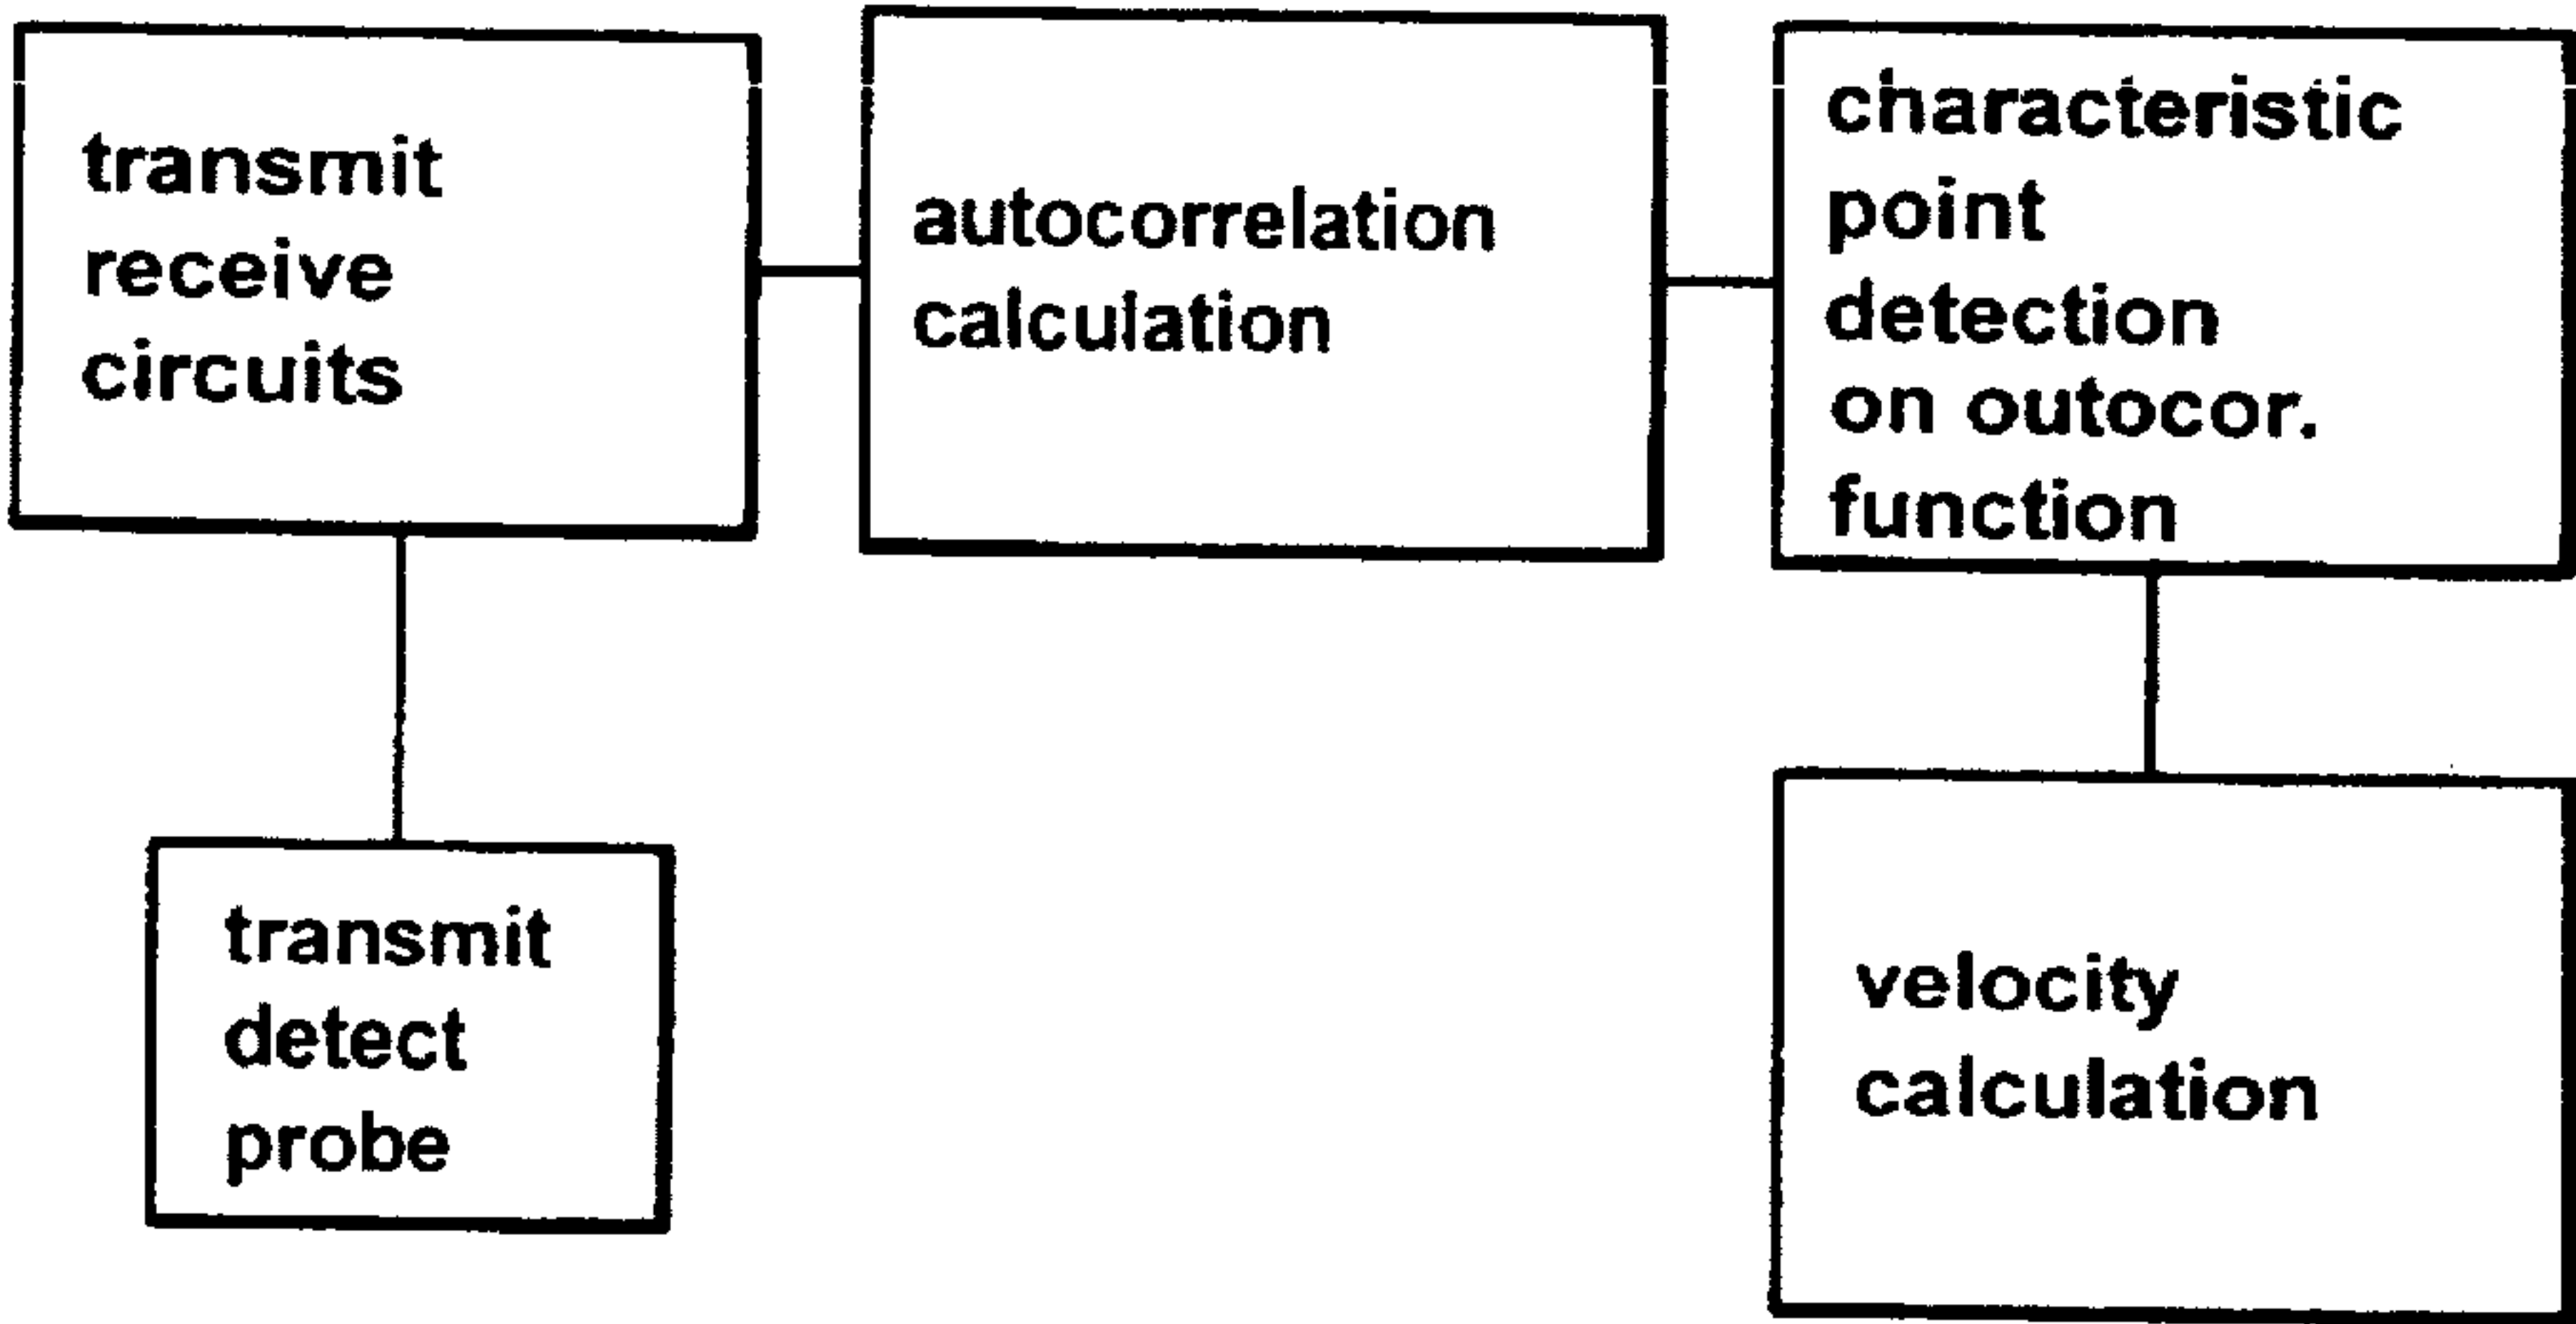 transmit
receive
circuits
autocorrelation
calculation
characteristic
point
detection
on outocor.
function
transmit
detect
probe
velocity
calculation